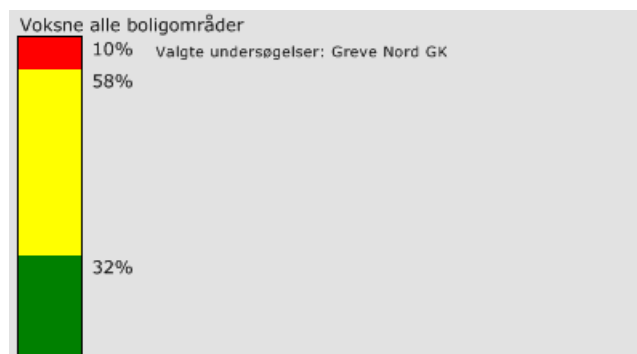 Voksne alle boligområder
10% Valgte undersøgelser: Greve Nord GK
58%
32%